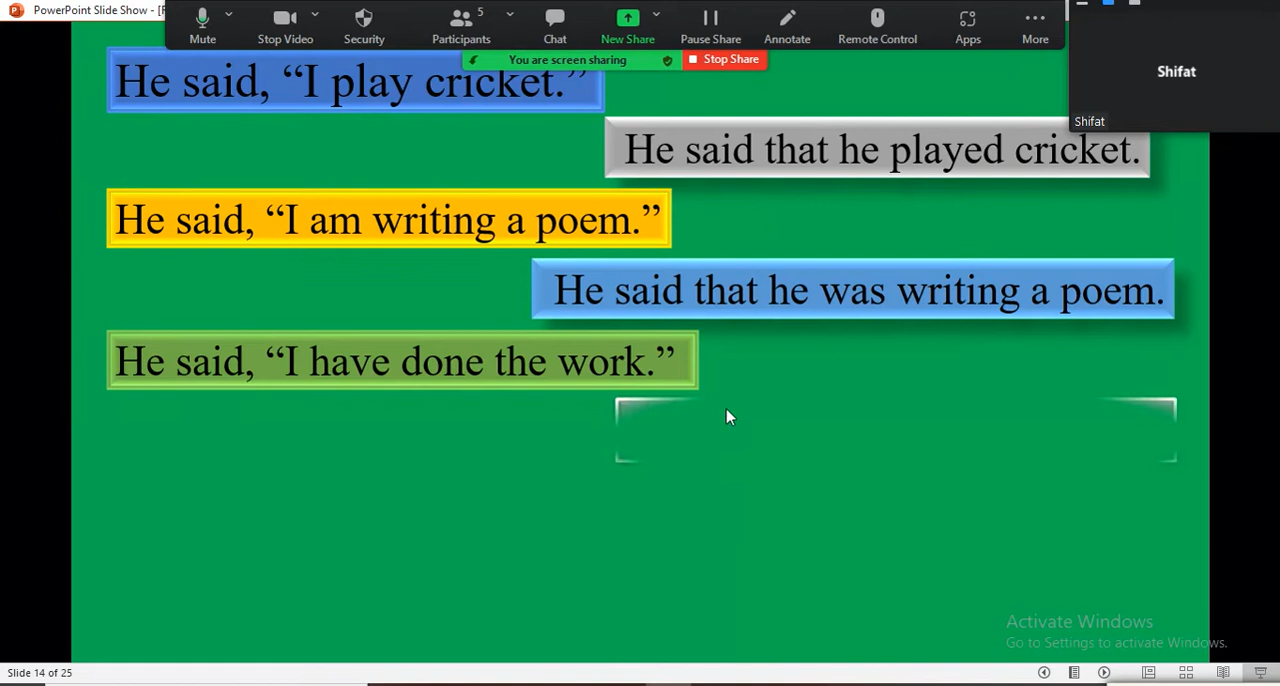 PowerPoint Slide Show - [F
Mute
Stop Video
Security
5
Participants
Chat
New Share
Pause Share
Annotate
Remote Control
Apps
More
You are screen sharing
Stop Share
Shifat
Shifat
He said, “I play cricket.”
He said that he played cricket.
He said, “I am writing a poem.”
He said that he was writing a poem.
He said, “I have done the work.”
Activate Windows
Go to Settings to activate Windows.
Slide 14 of 25